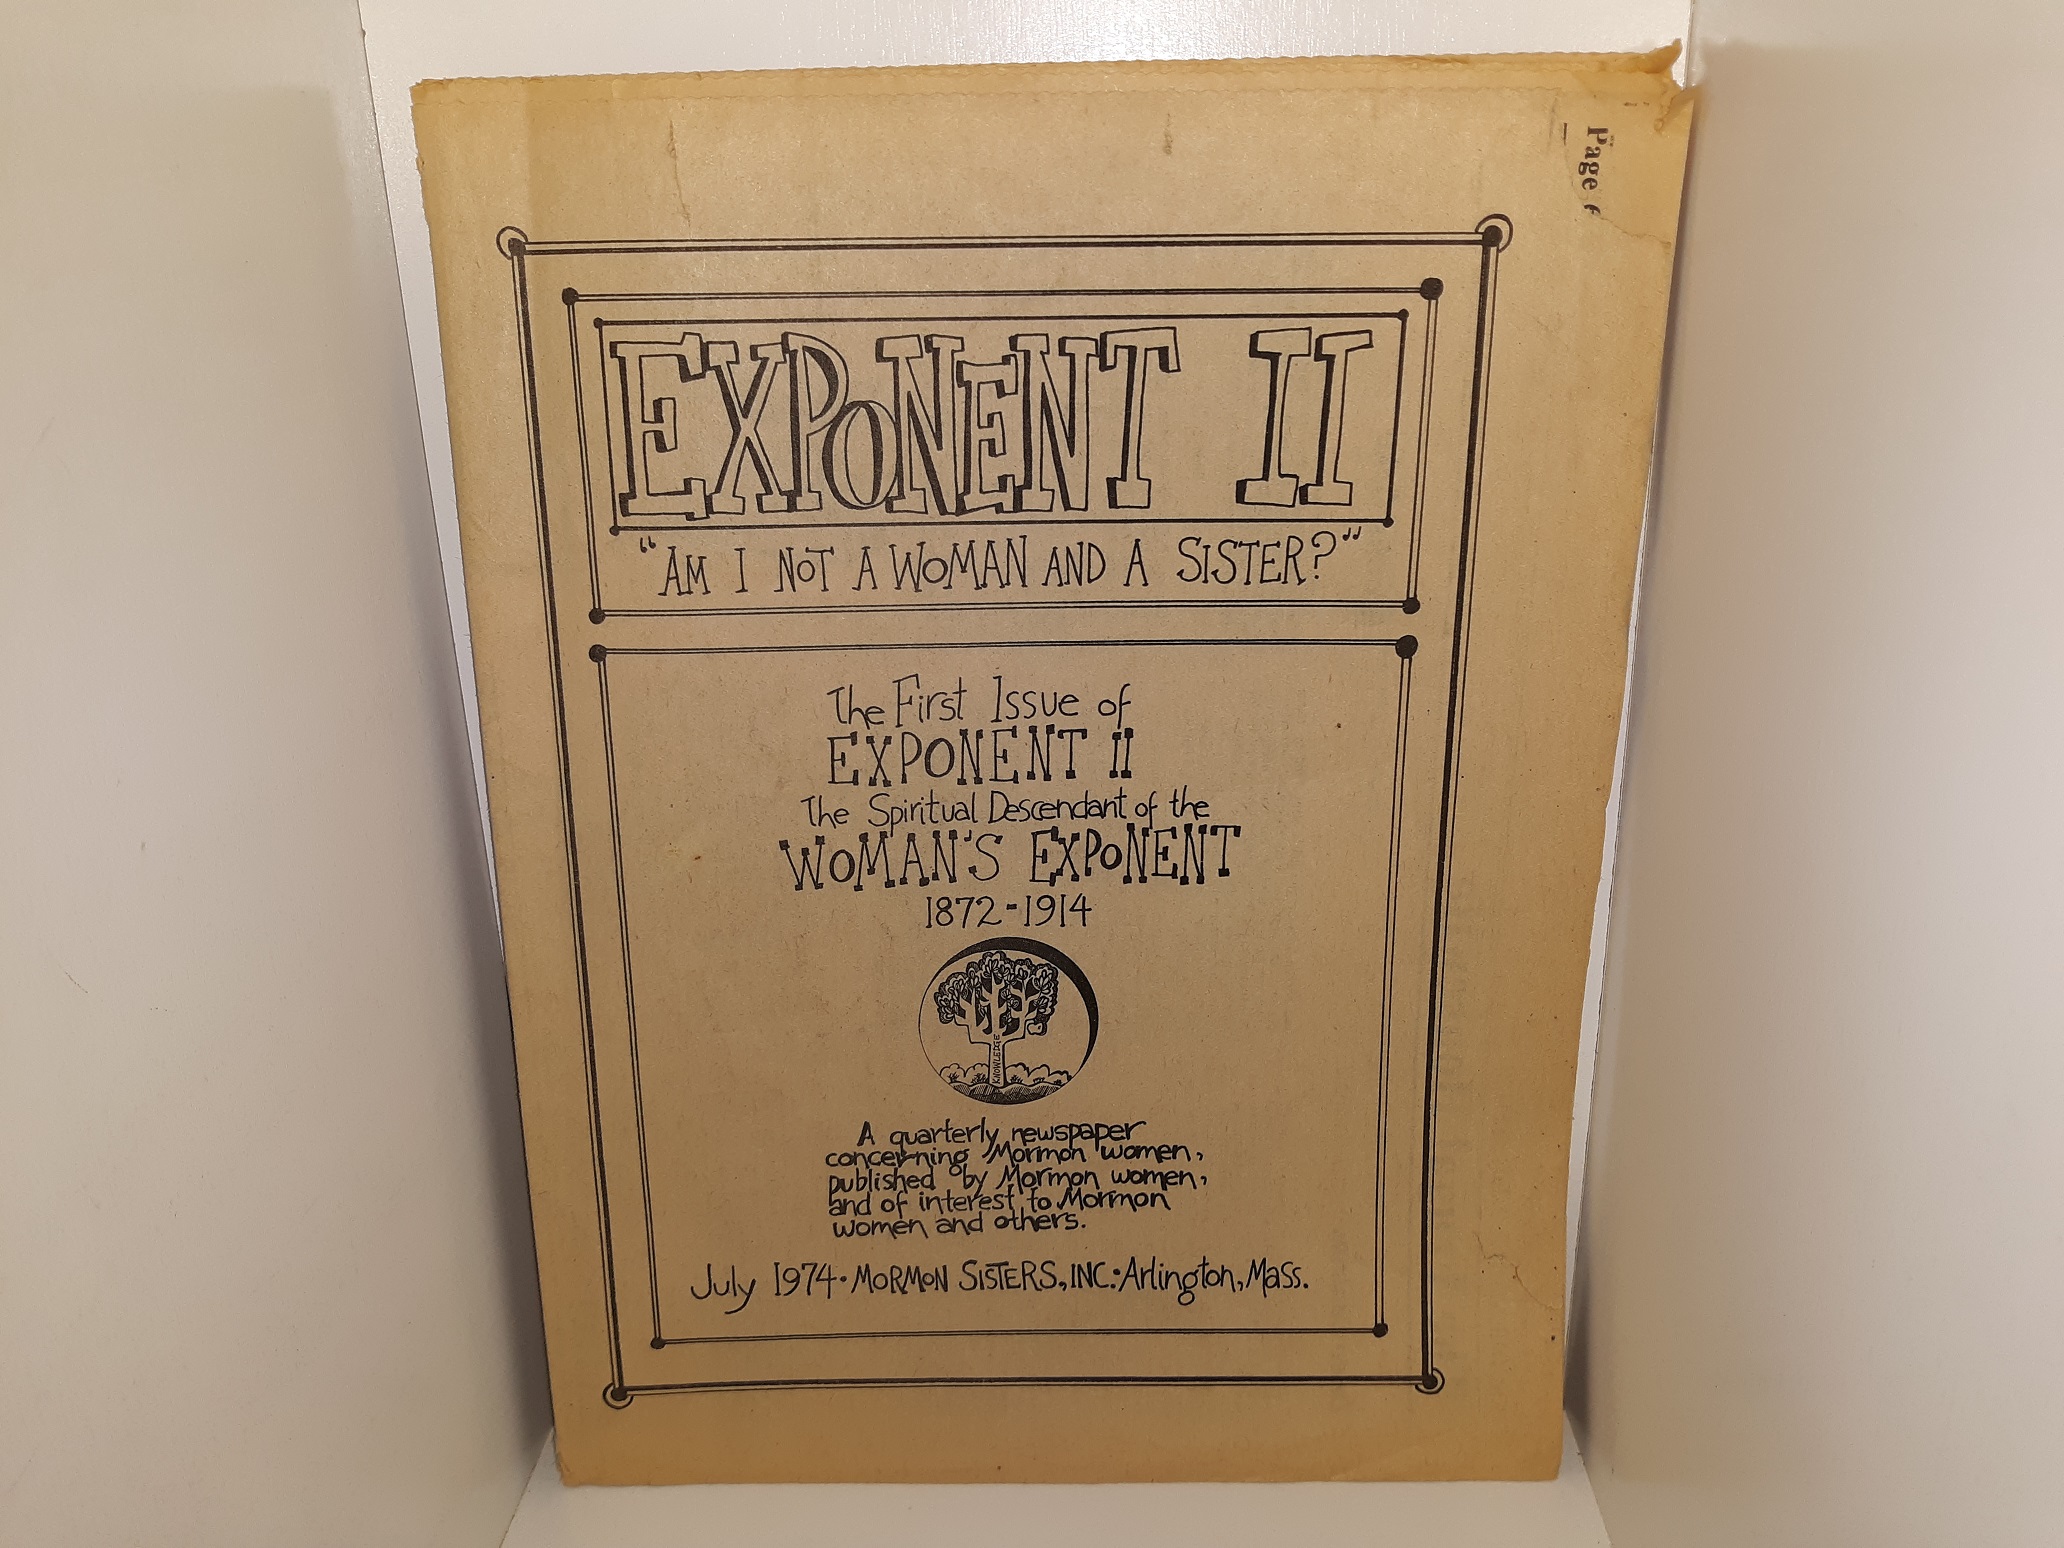 Page
EXPONENT II
"AM I NOT A WOMAN AND A SISTER?"
The First Issue of
EXPONENT II
The Spiritual Descendant of the
WOMAN'S EXPONENT
1872-1914
KNOWLEDGE
A quarterly newspaper
concerning Mormon women,
published by Mormon women,
and of interest to Mormon
women and others.
July 1974 • MORMON SISTERS, INC. • Arlington, Mass.